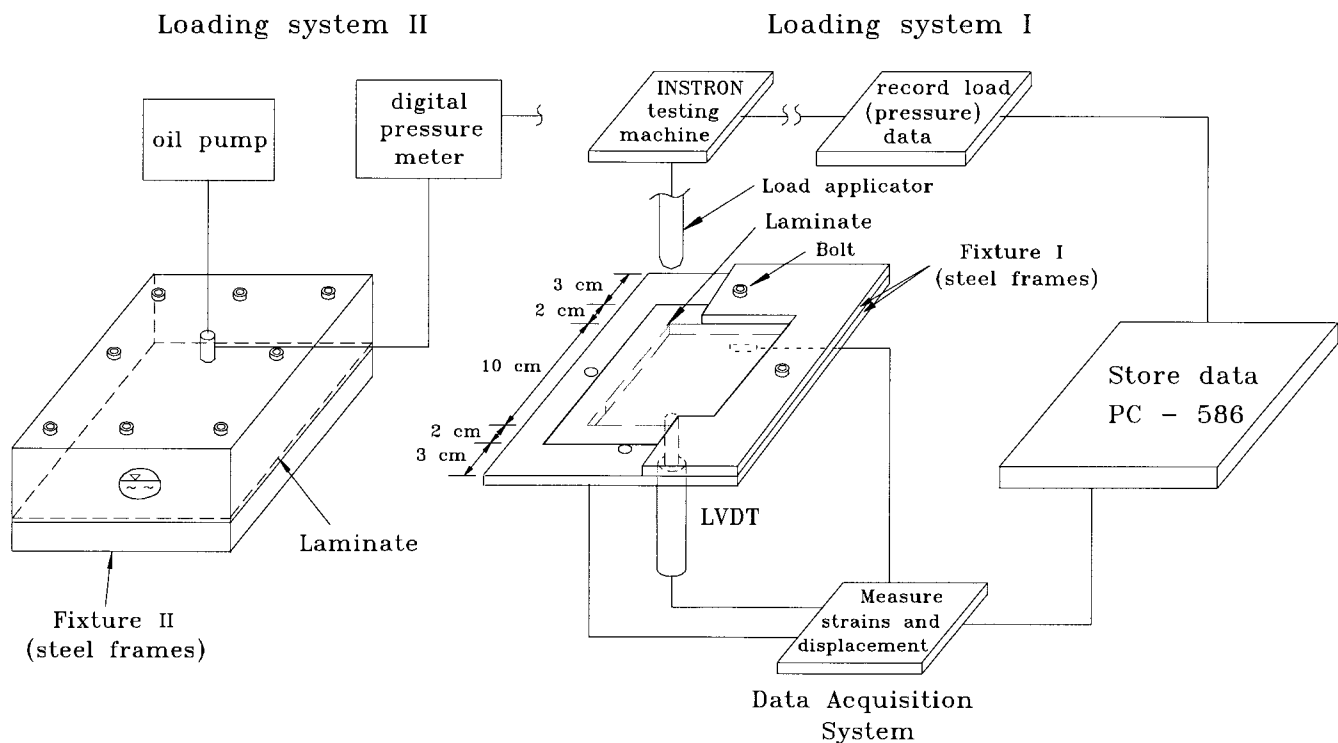 Loading system II
Loading system I
oil pump
digital
pressure
meter
INSTRON
testing
machine
record load
(pressure)
data
Load applicator
Laminate
Bolt
Fixture I
(steel frames)
3 cm
2 cm
10 cm
2 cm
3 cm
Store data
PC - 586
LVDT
Laminate
Fixture II
(steel frames)
Measure
strains and
displacement
Data Acquisition
System